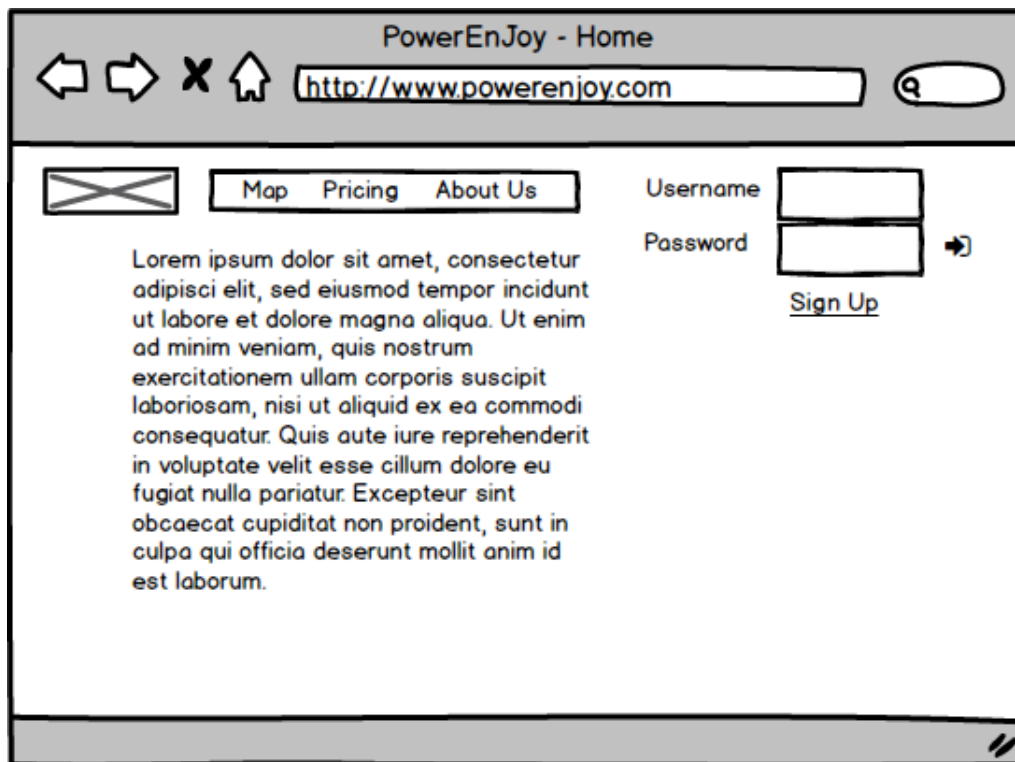 PowerEnJoy - Home
http://www.powerenjoy.com
Map Pricing About Us
Username
Password
Sign Up
Lorem ipsum dolor sit amet, consectetur
adipisci elit, sed eiusmod tempor incidunt
ut labore et dolore magna aliqua. Ut enim
ad minim veniam, quis nostrum
exercitationem ullam corporis suscipit
laboriosam, nisi ut aliquid ex ea commodi
consequatur. Quis aute iure reprehenderit
in voluptate velit esse cillum dolore eu
fugiat nulla pariatur. Excepteur sint
obcaecat cupiditat non proident, sunt in
culpa qui officia deserunt mollit anim id
est laborum.